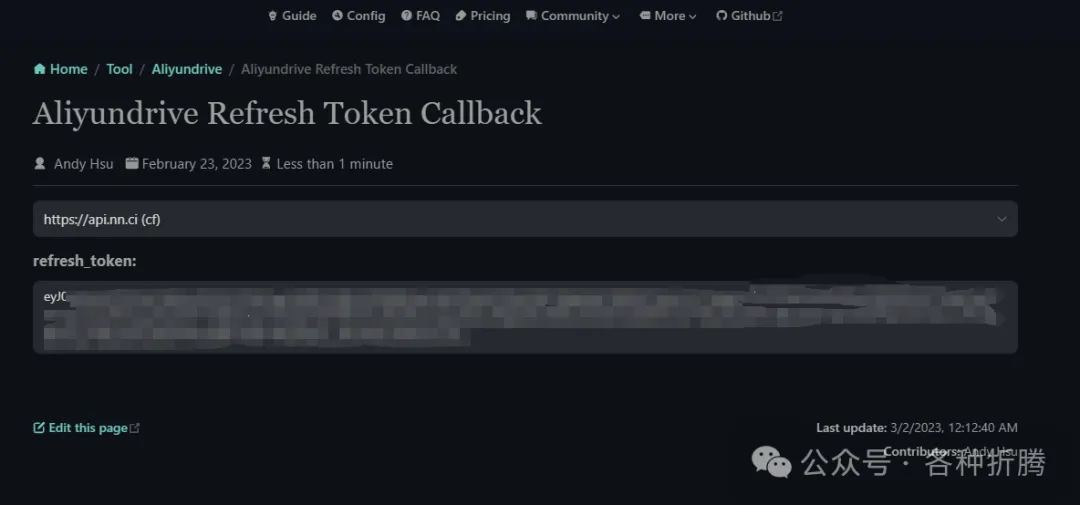 Guide Config FAQ Pricing Community More Github
Home / Tool / Aliyundrive / Aliyundrive Refresh Token Callback
Aliyundrive Refresh Token Callback
Andy Hsu February 23, 2023 Less than 1 minute
https://api.nn.ci (cf)
refresh_token:
Edit this page
Last update: 3/2/2023, 12:12:40 AM
Contributors: Andy Hsu
公众号 · 各种折腾